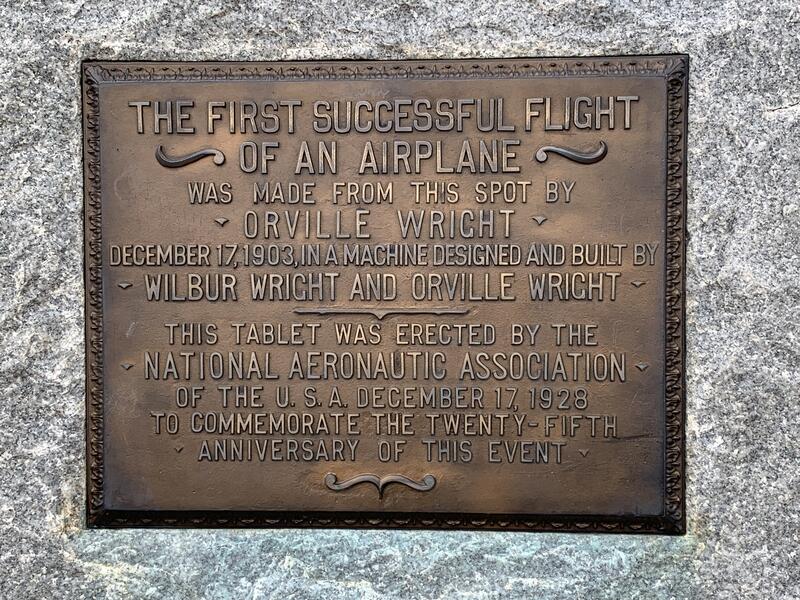 THE FIRST SUCCESSFUL FLIGHT
OF AN AIRPLANE
WAS MADE FROM THIS SPOT BY
ORVILLE WRIGHT
DECEMBER 17, 1903, IN A MACHINE DESIGNED AND BUILT BY
WILBUR WRIGHT AND ORVILLE WRIGHT
THIS TABLET WAS ERECTED BY THE
NATIONAL AERONAUTIC ASSOCIATION
OF THE U. S. A. DECEMBER 17, 1928
TO COMMEMORATE THE TWENTY-FIFTH
ANNIVERSARY OF THIS EVENT